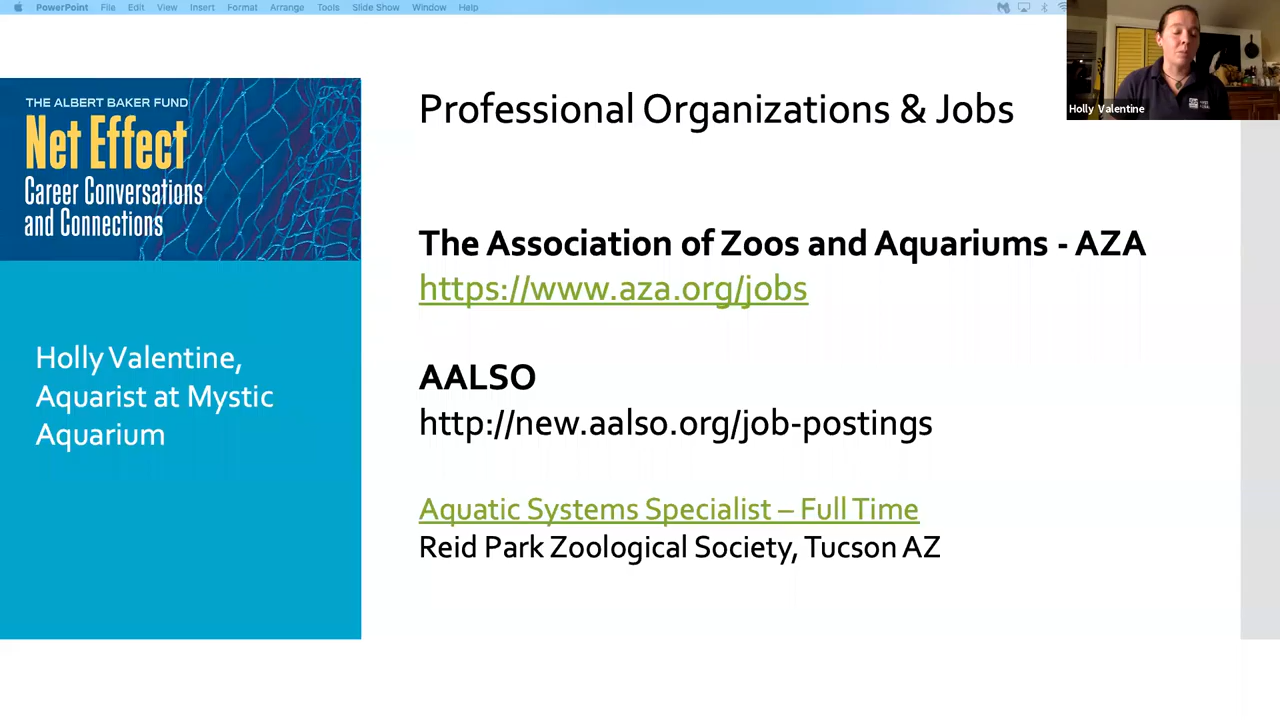 PowerPoint File Edit View Insert Format Arrange Tools Slide Show Window Help
THE ALBERT BAKER FUND
Net Effect
Career Conversations
and Connections
Holly Valentine,
Aquarist at Mystic
Aquarium
Professional Organizations & Jobs
The Association of Zoos and Aquariums - AZA
https://www.aza.org/jobs
AALSO
http://new.aalso.org/job-postings
Aquatic Systems Specialist – Full Time
Reid Park Zoological Society, Tucson AZ
Holly Valentine